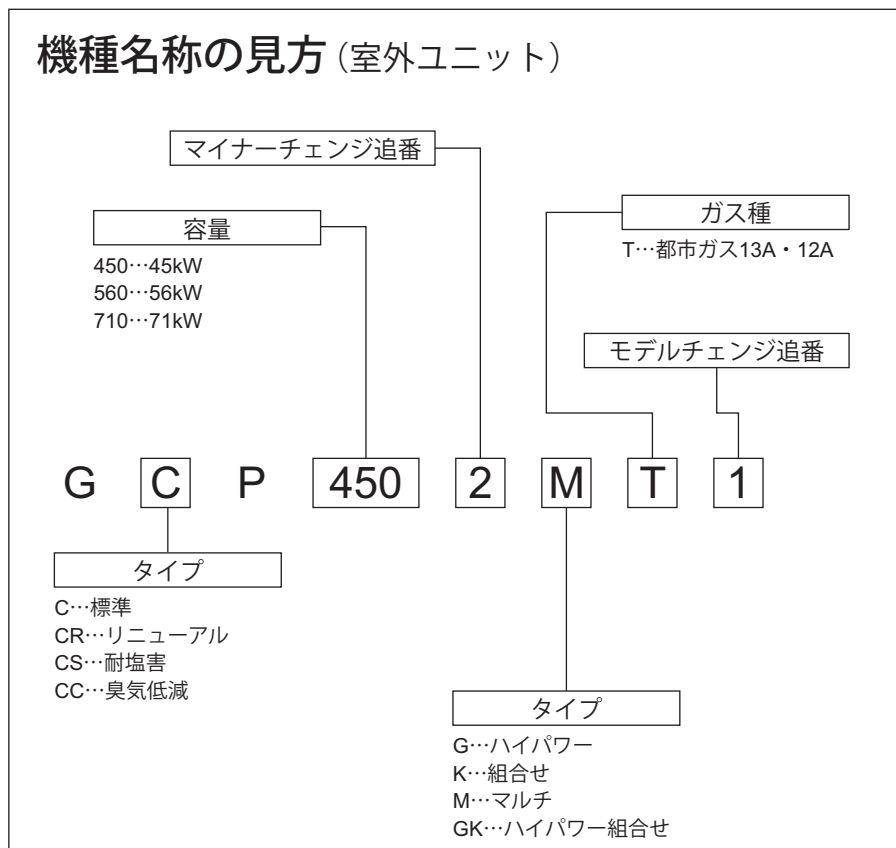 機種名称の見方（室外ユニット）
マイナーチェンジ追番
容量
450…45kW
560…56kW
710…71kW
ガス種
T…都市ガス13A・12A
モデルチェンジ追番
G C P 450 2 M T 1
タイプ
C…標準
CR…リニューアル
CS…耐塩害
CC…臭気低減
タイプ
G…ハイパワー
K…組合せ
M…マルチ
GK…ハイパワー組合せ